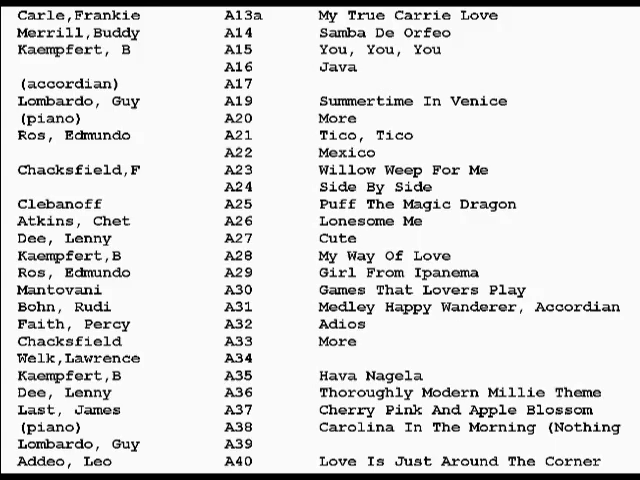 Carle,Frankie A13a My True Carrie Love
Merrill,Buddy A14 Samba De Orfeo
Kaempfert, B A15 You, You, You
A16 Java
(accordian) A17
Lombardo, Guy A19 Summertime In Venice
(piano) A20 More
Ros, Edmundo A21 Tico, Tico
A22 Mexico
Chacksfield,F A23 Willow Weep For Me
A24 Side By Side
Clebanoff A25 Puff The Magic Dragon
Atkins, Chet A26 Lonesome Me
Dee, Lenny A27 Cute
Kaempfert,B A28 My Way Of Love
Ros, Edmundo A29 Girl From Ipanema
Mantovani A30 Games That Lovers Play
Bohn, Rudi A31 Medley Happy Wanderer, Accordian
Faith, Percy A32 Adios
Chacksfield A33 More
Welk,Lawrence A34
Kaempfert,B A35 Hava Nagela
Dee, Lenny A36 Thoroughly Modern Millie Theme
Last, James A37 Cherry Pink And Apple Blossom
(piano) A38 Carolina In The Morning (Nothing
Lombardo, Guy A39
Addeo, Leo A40 Love Is Just Around The Corner